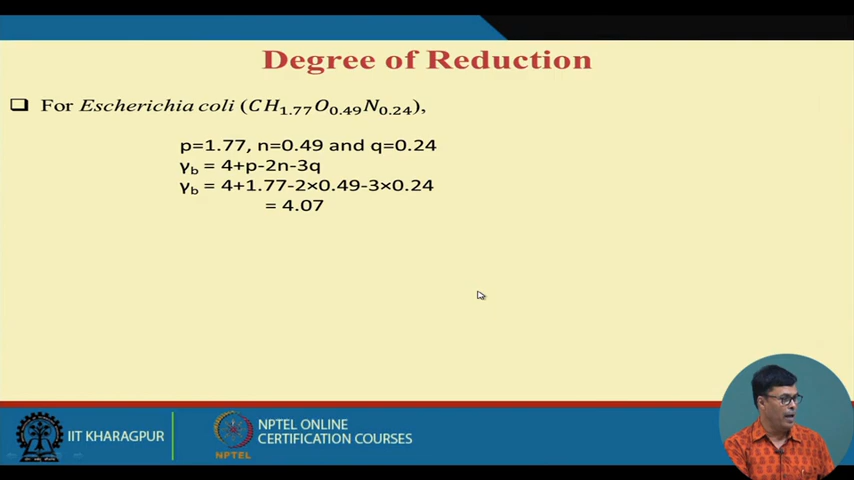 Degree of Reduction
For Escherichia coli (CH₁.₇₇O₀.₄₉N₀.₂₄),
p=1.77, n=0.49 and q=0.24
γb = 4+p-2n-3q
γb = 4+1.77-2×0.49-3×0.24
= 4.07
IIT KHARAGPUR
NPTEL
NPTEL ONLINE
CERTIFICATION COURSES